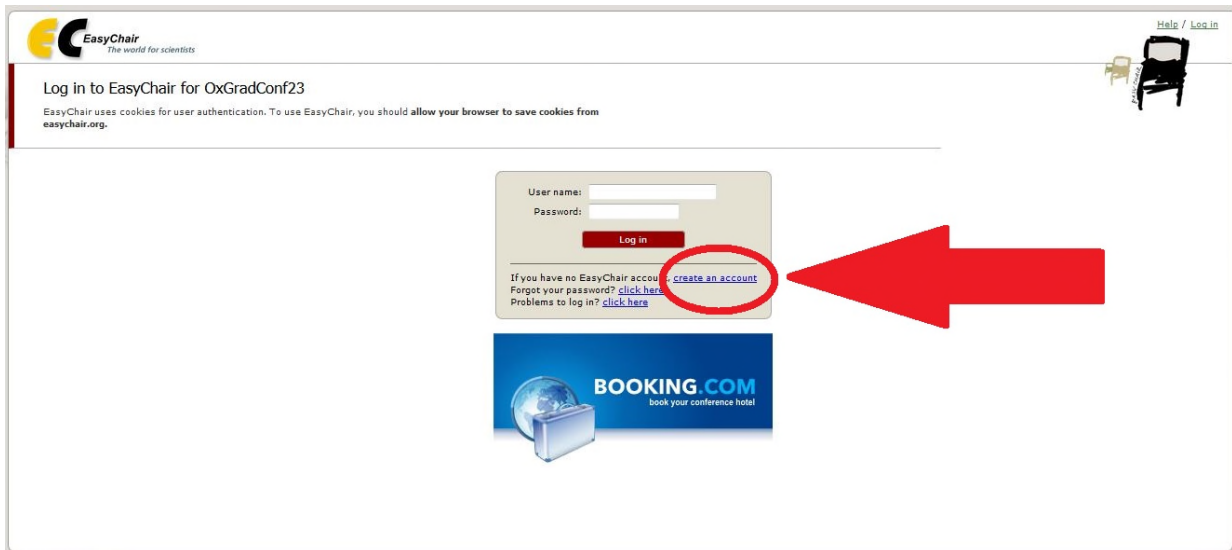 Help / Log in
EC EasyChair
The world for scientists
Log in to EasyChair for OxGradConf23
EasyChair uses cookies for user authentication. To use EasyChair, you should allow your browser to save cookies from
easychair.org.
User name:
Password:
Log in
If you have no EasyChair account, create an account
Forgot your password? click here
Problems to log in? click here
BOOKING.COM
book your conference hotel